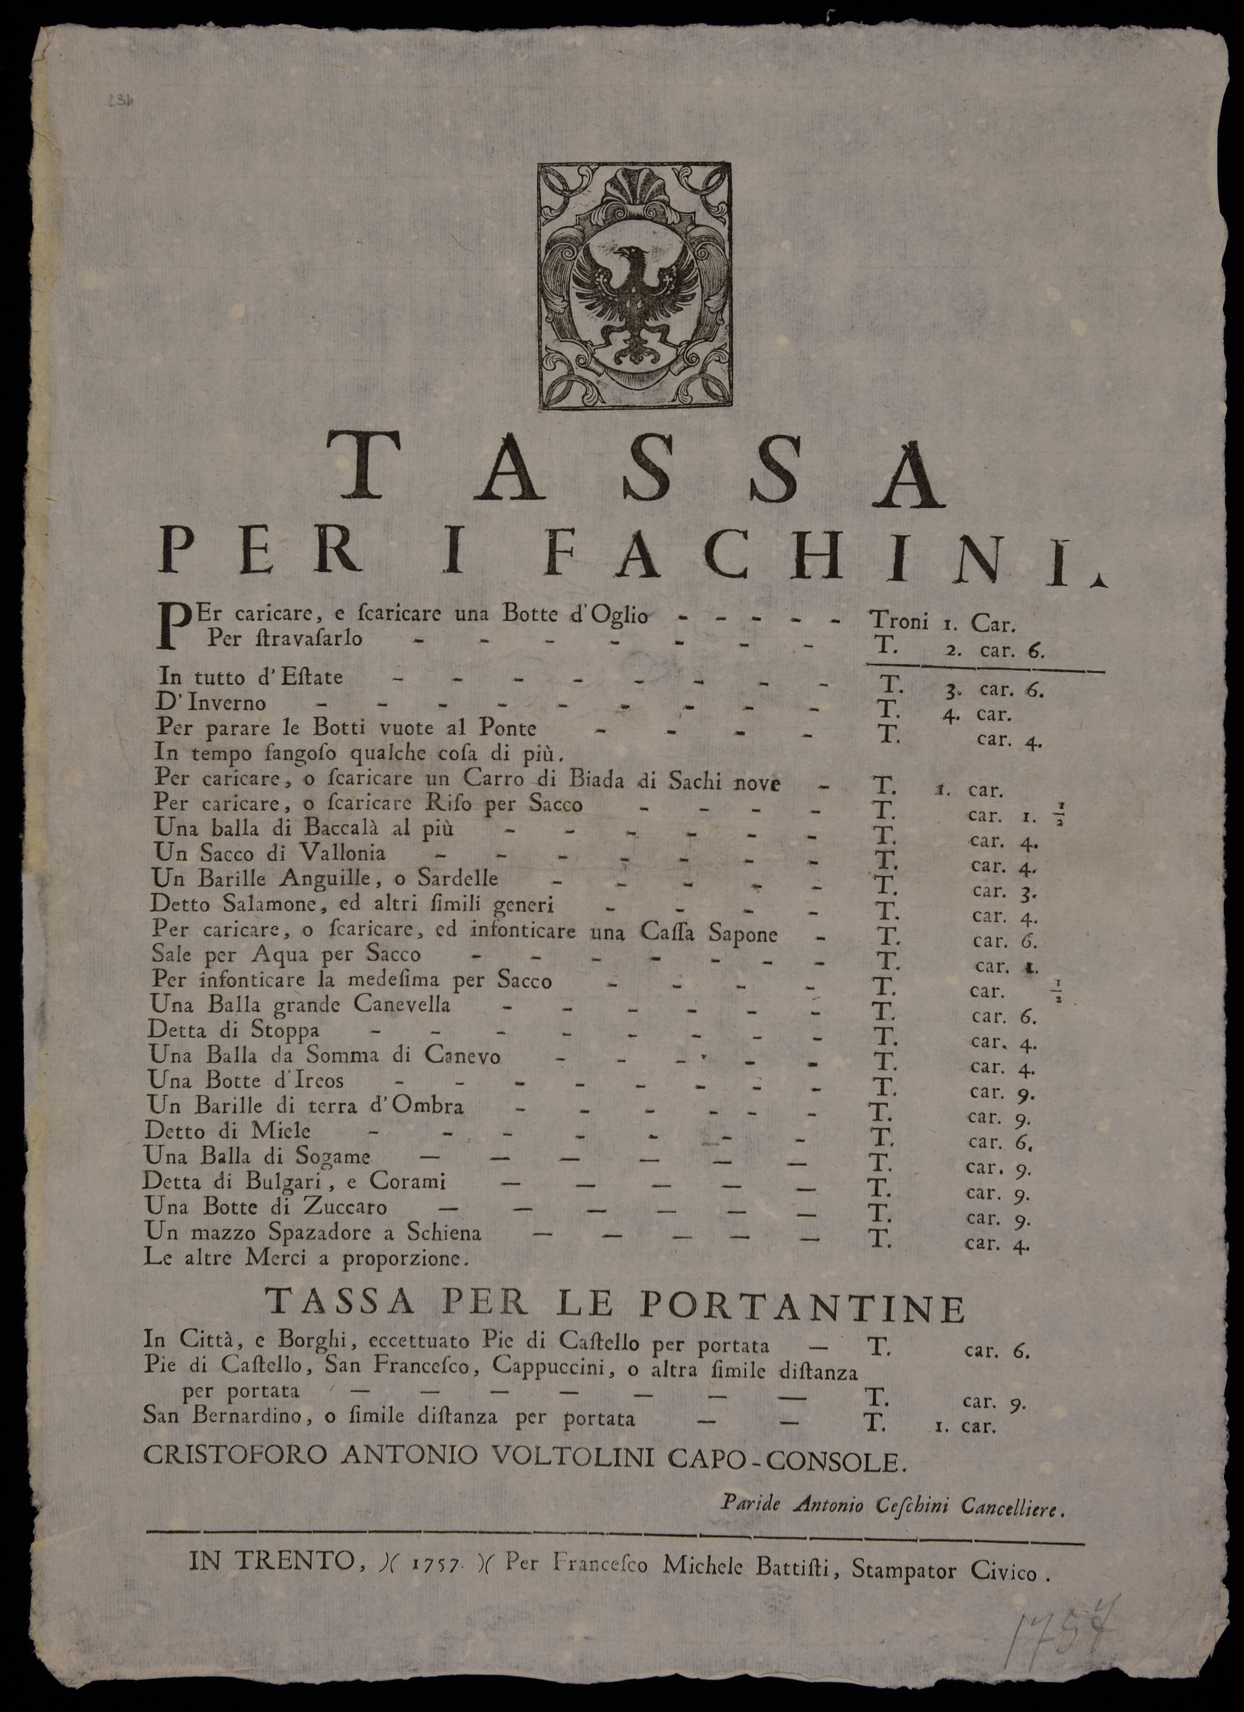 234
TASSA
PER I FACHINI.
PEr caricare, e ſcaricare una Botte d'Oglio - - - - - Troni 1. Car.
Per ſtravaſarlo - - - - - - - T. 2. car. 6.
In tutto d'Eſtate - - - - - - - - T. 3. car. 6.
D'Inverno - - - - - - - - - T. 4. car.
Per parare le Botti vuote al Ponte - - - - T. car. 4.
In tempo fangoſo qualche coſa di più.
Per caricare, o ſcaricare un Carro di Biada di Sachi nove - T. 1. car.
Per caricare, o ſcaricare Riſo per Sacco - - - - T. car. 1. ½
Una balla di Baccalà al più - - - - - - T. car. 4.
Un Sacco di Vallonia - - - - - - - T. car. 4.
Un Barille Anguille, o Sardelle - - - - - T. car. 3.
Detto Salamone, ed altri ſimili generi - - - - T. car. 4.
Per caricare, o ſcaricare, ed infonticare una Caſſa Sapone - T. car. 6.
Sale per Aqua per Sacco - - - - - - - T. car. 1.
Per infonticare la medeſima per Sacco - - - - T. car. ½
Una Balla grande Canevella - - - - - - T. car. 6.
Detta di Stoppa - - - - - - - - T. car. 4.
Una Balla da Somma di Canevo - - - - - T. car. 4.
Una Botte d'Ireos - - - - - - - - T. car. 9.
Un Barille di terra d'Ombra - - - - - - T. car. 9.
Detto di Miele - - - - - - - T. car. 6.
Una Balla di Sogame — — — — — — T. car. 9.
Detta di Bulgari, e Corami — — — — — T. car. 9.
Una Botte di Zuccaro — — — — — — T. car. 9.
Un mazzo Spazadore a Schiena — — — — — T. car. 4.
Le altre Merci a proporzione.
TASSA PER LE PORTANTINE
In Città, e Borghi, eccettuato Pie di Caſtello per portata — T. car. 6.
Pie di Caſtello, San Franceſco, Cappuccini, o altra ſimile diſtanza
per portata — — — — — — — T. car. 9.
San Bernardino, o ſimile diſtanza per portata — — T. 1. car.
CRISTOFORO ANTONIO VOLTOLINI CAPO-CONSOLE.
Paride Antonio Ceſchini Cancelliere.
IN TRENTO, )( 1757. )( Per Franceſco Michele Battiſti, Stampator Civico.
1757